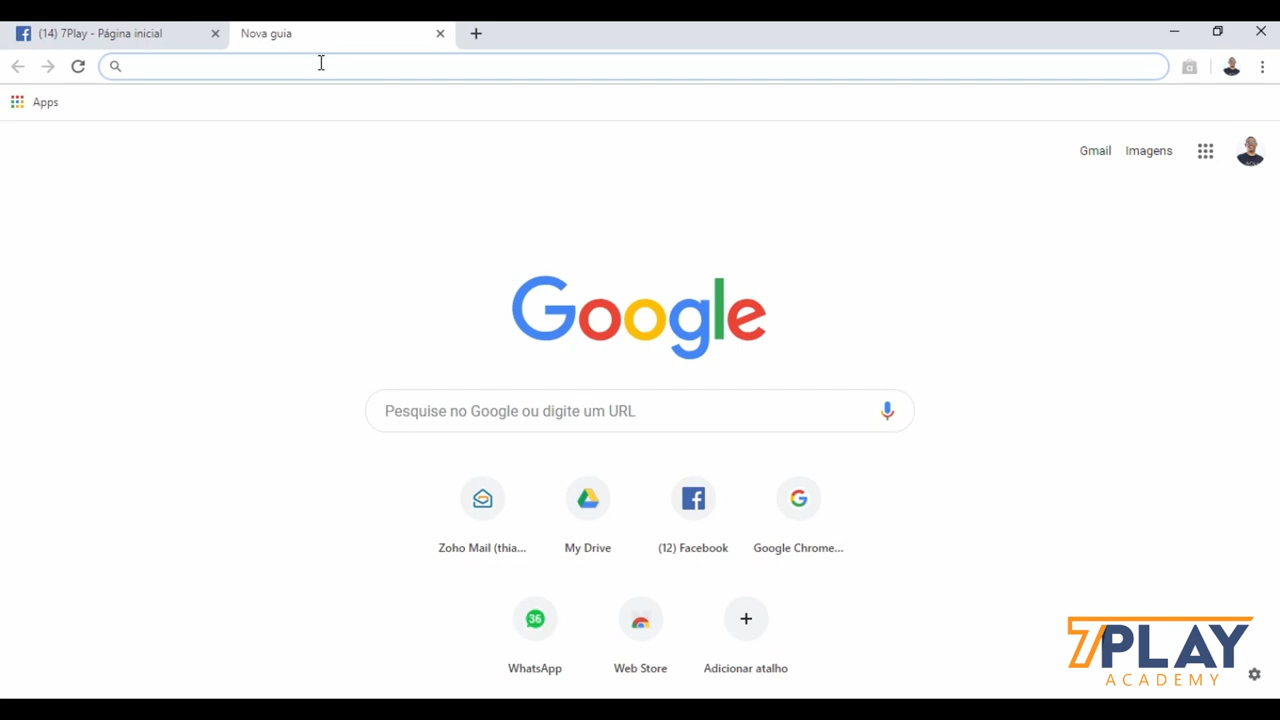 (14) 7Play - Página inicial
Nova guia
Apps
Gmail Imagens
Google
Pesquise no Google ou digite um URL
Zoho Mail (thia...
My Drive
(12) Facebook
Google Chrome...
36
WhatsApp
Web Store
Adicionar atalho
7PLAY
ACADEMY